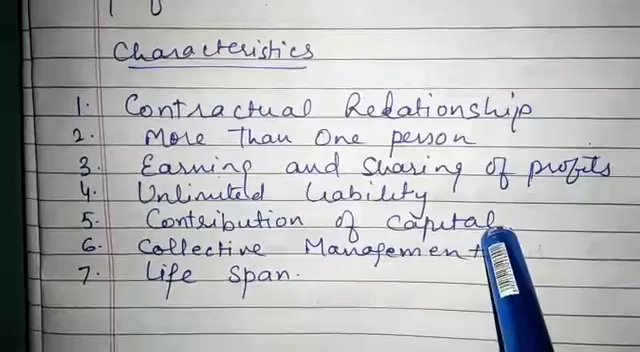 Characteristics
1. Contractual Relationship
2. More Than One person
3. Earning and sharing of profits
4. Unlimited liability
5. Contribution of capital
6. Collective Management
7. Life Span.